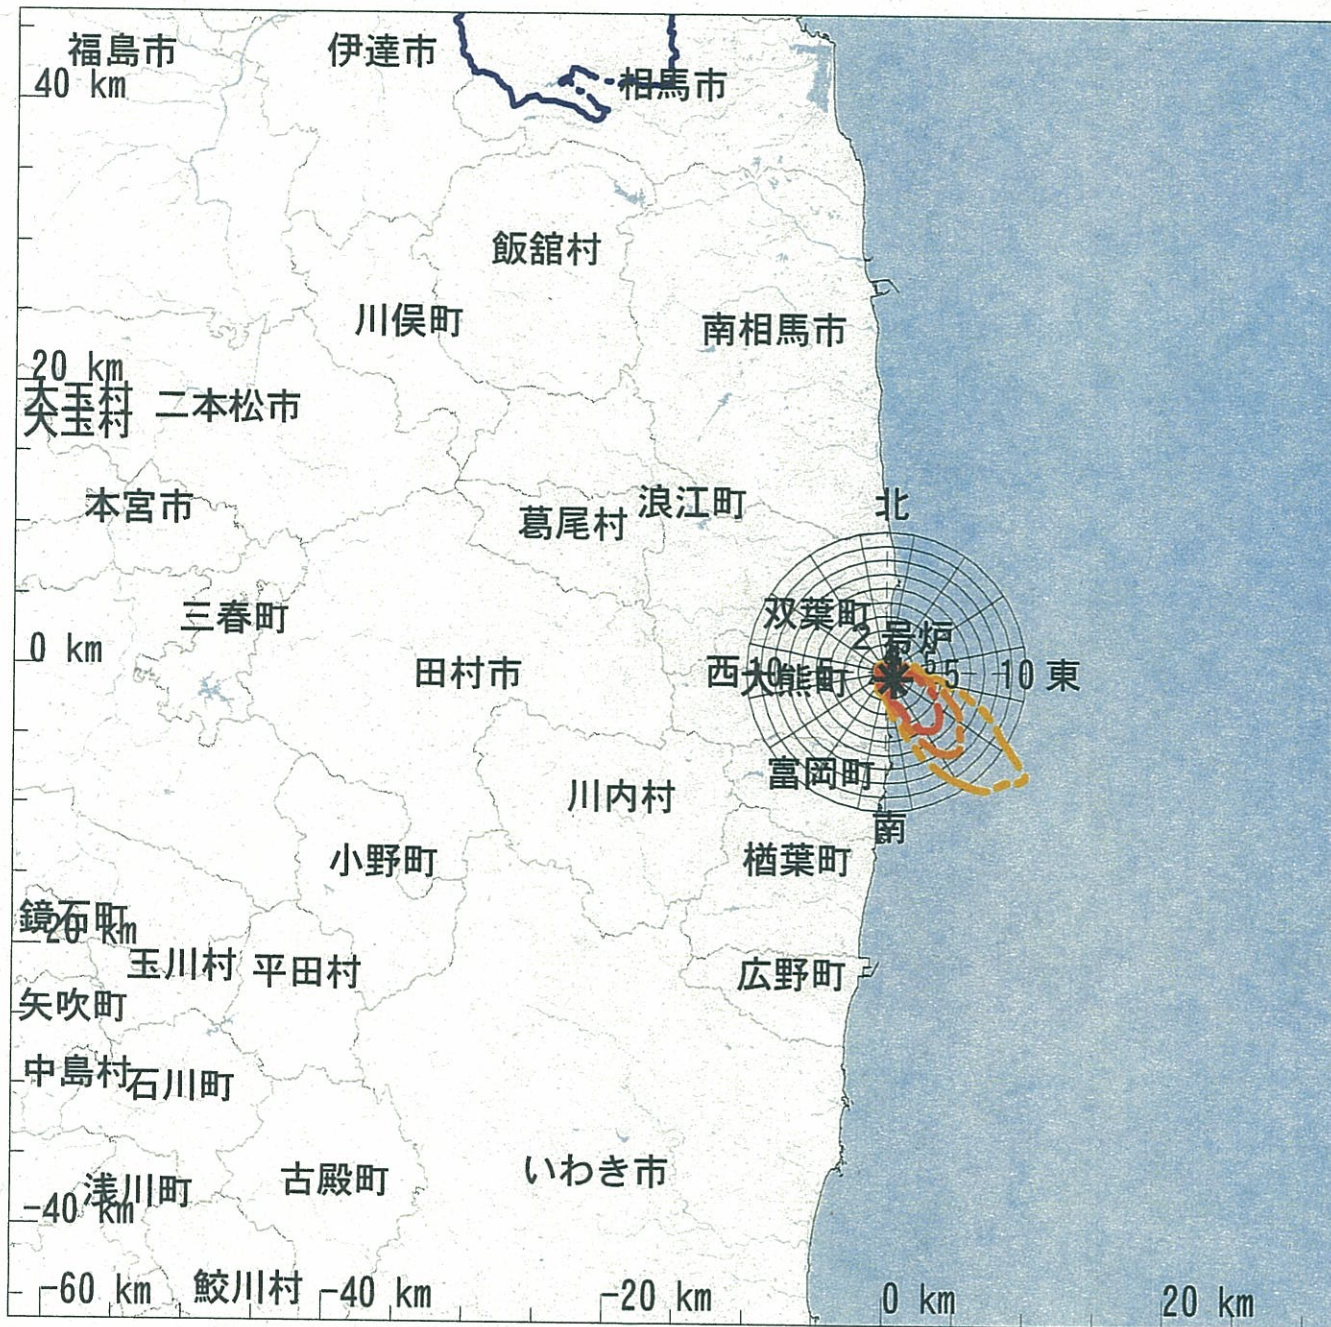 福島市
伊達市
40 km
相馬市
飯舘村
川俣町
南相馬市
20 km
大玉村
大玉村
二本松市
本宮市
葛尾村
浪江町
北
三春町
双葉町
2号炉
0 km
田村市
西
10
5
大熊町
5
10
東
川内村
富岡町
南
小野町
楢葉町
鏡石町
-20 km
玉川村
平田村
広野町
矢吹町
中島村
石川町
いわき市
浅川町
古殿町
-40 km
-60 km
鮫川村
-40 km
-20 km
0 km
20 km